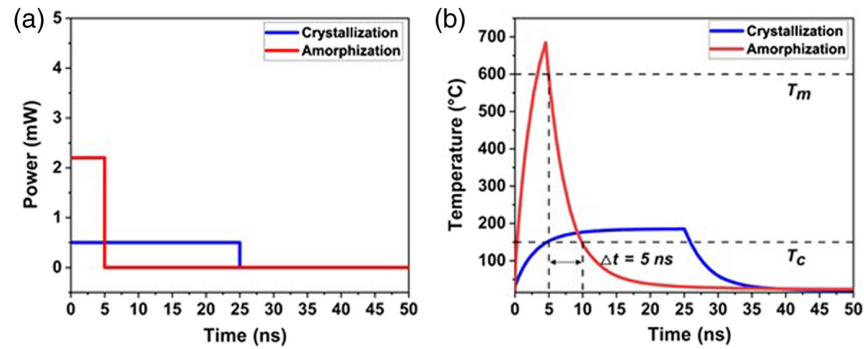 (a)
Crystallization
Amorphization
Power (mW)
5
4
3
2
1
0
0 5 10 15 20 25 30 35 40 45 50
Time (ns)
(b)
Crystallization
Amorphization
Temperature (°C)
700
600
500
400
300
200
100
Tm
Tc
△t = 5 ns
0 5 10 15 20 25 30 35 40 45 50
Time (ns)